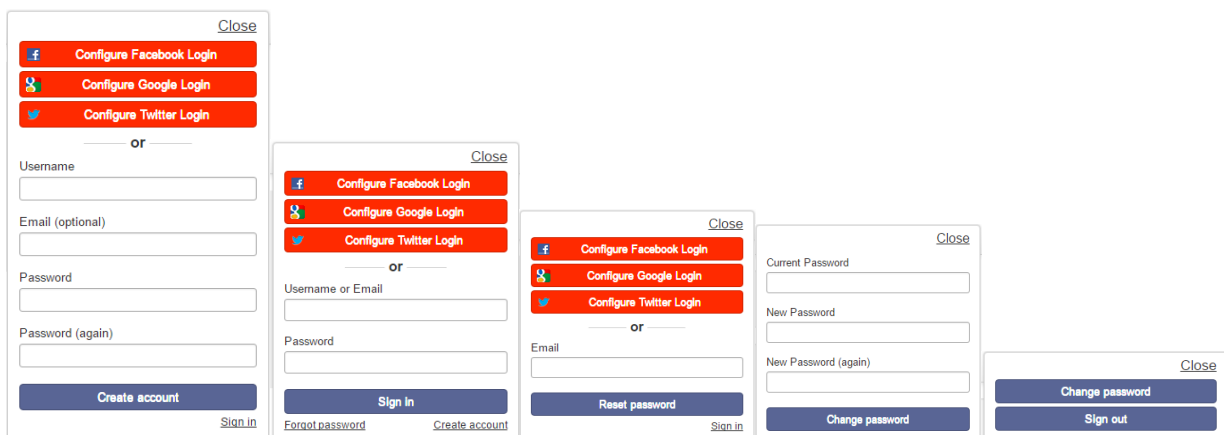 Close
Configure Facebook Login
Configure Google Login
Configure Twitter Login
or
Username
Email (optional)
Password
Password (again)
Create account
Sign in
Close
Configure Facebook Login
Configure Google Login
Configure Twitter Login
or
Username or Email
Password
Sign in
Forgot password Create account
Close
Configure Facebook Login
Configure Google Login
Configure Twitter Login
or
Email
Reset password
Sign in
Close
Current Password
New Password
New Password (again)
Change password
Close
Change password
Sign out